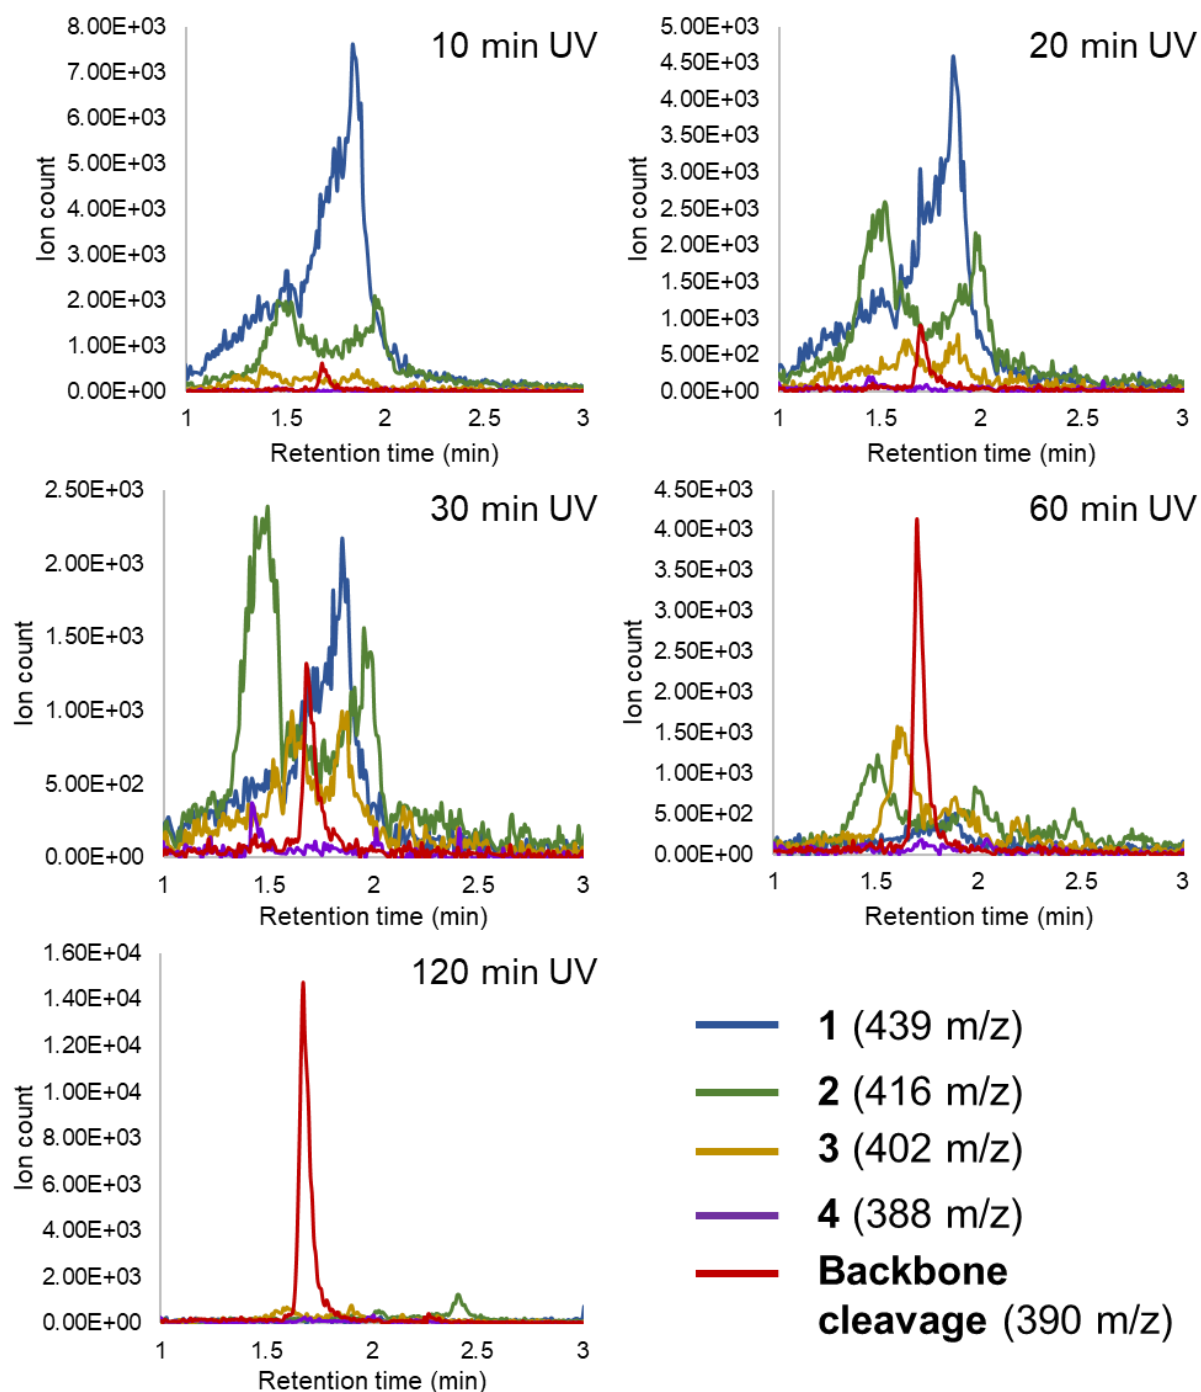 10 min UV
8.00E+03
7.00E+03
6.00E+03
5.00E+03
4.00E+03
3.00E+03
2.00E+03
1.00E+03
0.00E+00
Ion count
1 1.5 2 2.5 3
Retention time (min)
20 min UV
5.00E+03
4.50E+03
4.00E+03
3.50E+03
3.00E+03
2.50E+03
2.00E+03
1.50E+03
1.00E+03
5.00E+02
0.00E+00
Ion count
1 1.5 2 2.5 3
Retention time (min)
30 min UV
2.50E+03
2.00E+03
1.50E+03
1.00E+03
5.00E+02
0.00E+00
Ion count
1 1.5 2 2.5 3
Retention time (min)
60 min UV
4.50E+03
4.00E+03
3.50E+03
3.00E+03
2.50E+03
2.00E+03
1.50E+03
1.00E+03
5.00E+02
0.00E+00
Ion count
1 1.5 2 2.5 3
Retention time (min)
120 min UV
1.60E+04
1.40E+04
1.20E+04
1.00E+04
8.00E+03
6.00E+03
4.00E+03
2.00E+03
0.00E+00
Ion count
1 1.5 2 2.5 3
Retention time (min)
1 (439 m/z)
2 (416 m/z)
3 (402 m/z)
4 (388 m/z)
Backbone
cleavage (390 m/z)